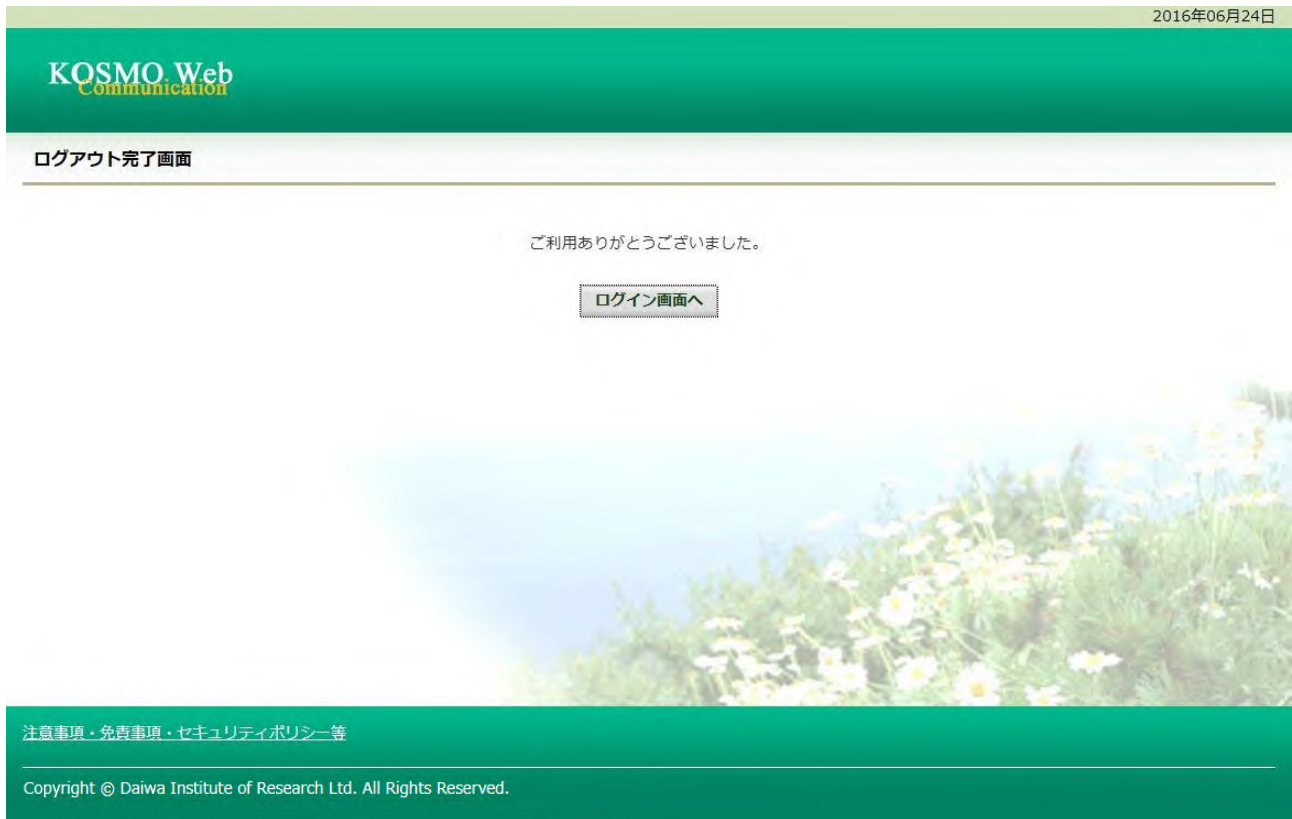 2016年06月24日
KOSMO Web
Communication
ログアウト完了画面
ご利用ありがとうございました。
ログイン画面へ
注意事項・免責事項・セキュリティポリシー等
Copyright © Daiwa Institute of Research Ltd. All Rights Reserved.